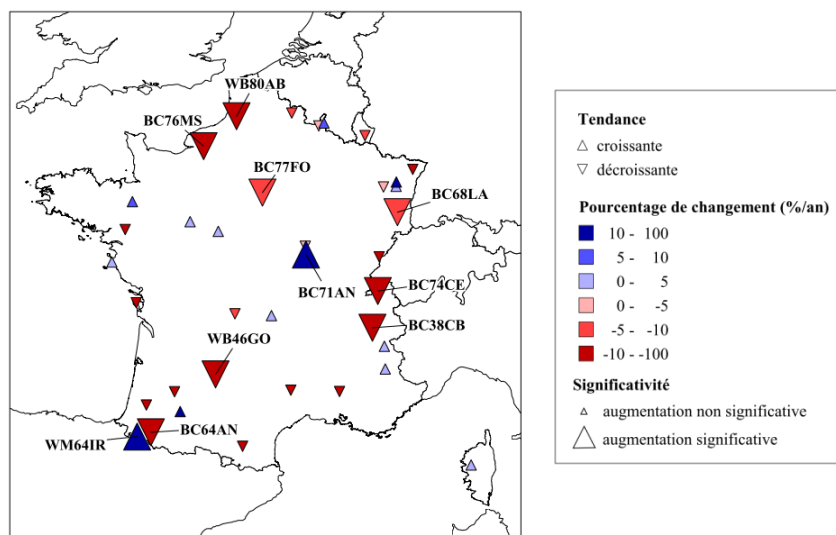 WB80AB
BC76MS
BC77FO
BC68LA
BC71AN
BC74CE
BC38CB
WB46GO
BC64AN
WM64IR
Tendance
croissante
décroissante
Pourcentage de changement (%/an)
10 - 100
5 - 10
0 - 5
0 - -5
-5 - -10
-10 - -100
Significativité
augmentation non significative
augmentation significative